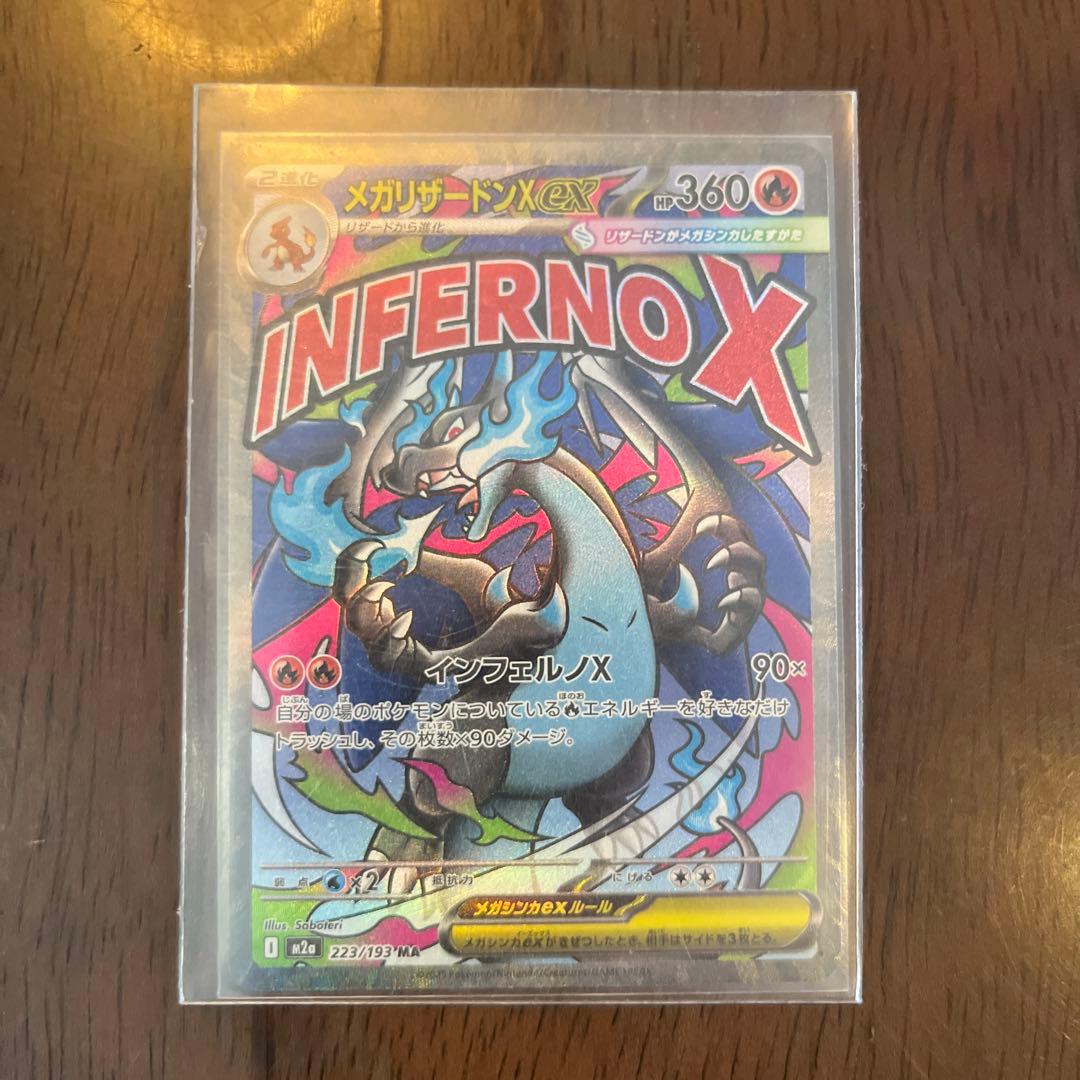 2進化
メガリザードンXex
HP360
リザードから進化
リザードンがメガシンカしたすがた
INFERNO X
インフェルノX
90×
自分の場のポケモンについているエネルギーを好きなだけ
トラッシュし、その枚数×90ダメージ。
弱点
×2
抵抗力
にげる
メガシンカexルール
メガシンカexがきぜつしたとき、相手はサイドを3枚とる。
Illus. Saboteri
I
M2a
223/193 MA
©2025 Pokémon/Nintendo/Creatures/GAME FREAK